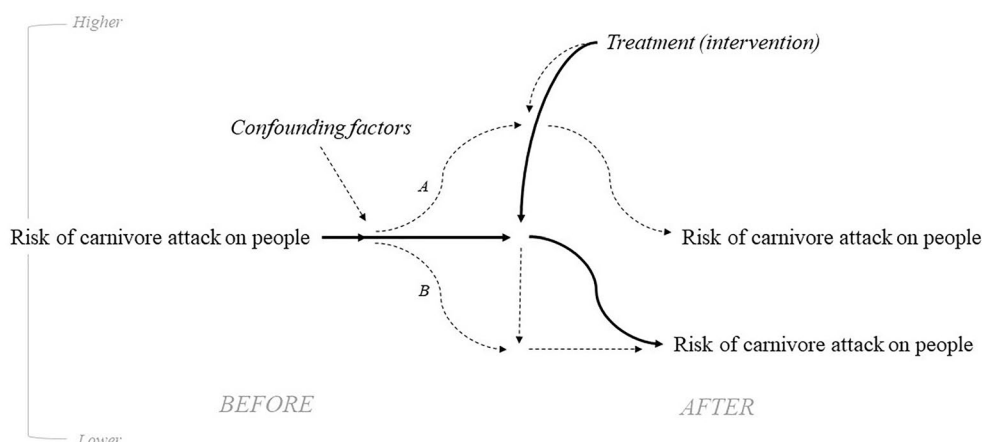 Higher
Treatment (intervention)
Confounding factors
A
Risk of carnivore attack on people
Risk of carnivore attack on people
B
Risk of carnivore attack on people
BEFORE
AFTER
Lower